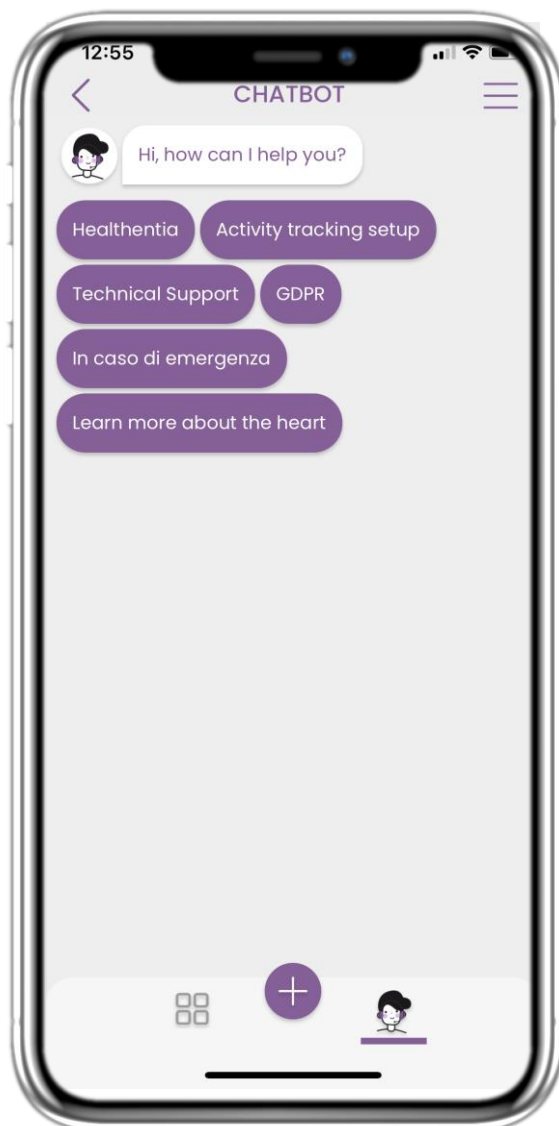 12:55
CHATBOT
Hi, how can I help you?
Healthentia Activity tracking setup
Technical Support GDPR
In caso di emergenza
Learn more about the heart